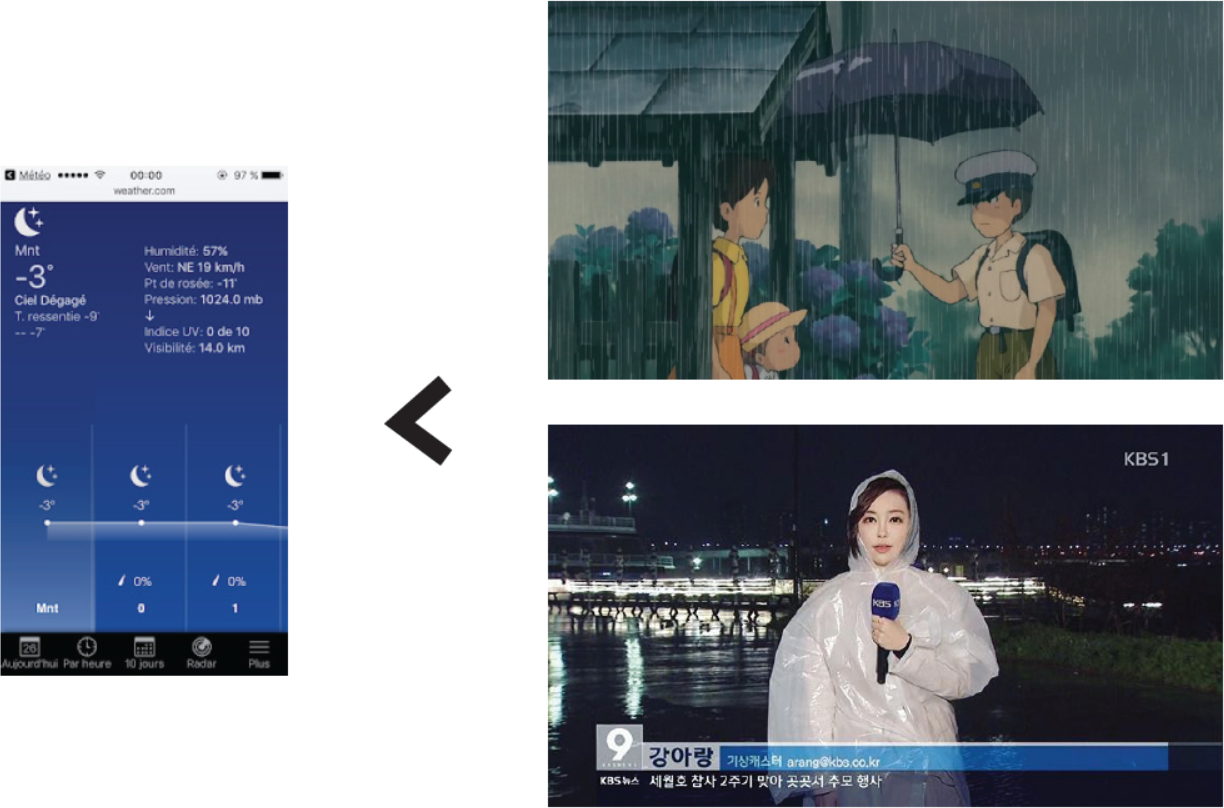 Météo 00:00 97 %
weather.com
Mnt
-3°
Ciel Dégagé
T. ressentie -9°
-- -7°
Humidité: 57%
Vent: NE 19 km/h
Pt de rosée: -11°
Pression: 1024.0 mb
↓
Indice UV: 0 de 10
Visibilité: 14.0 km
-3° -3° -3°
0% 0%
Mnt 0 1
26
Aujourd'hui Par heure 10 jours Radar Plus
KBS1
KBS
9 강아랑 기상캐스터 arang@kbs.co.kr
KBS뉴스 세월호 참사 2주기 맞아 곳곳서 추모 행사